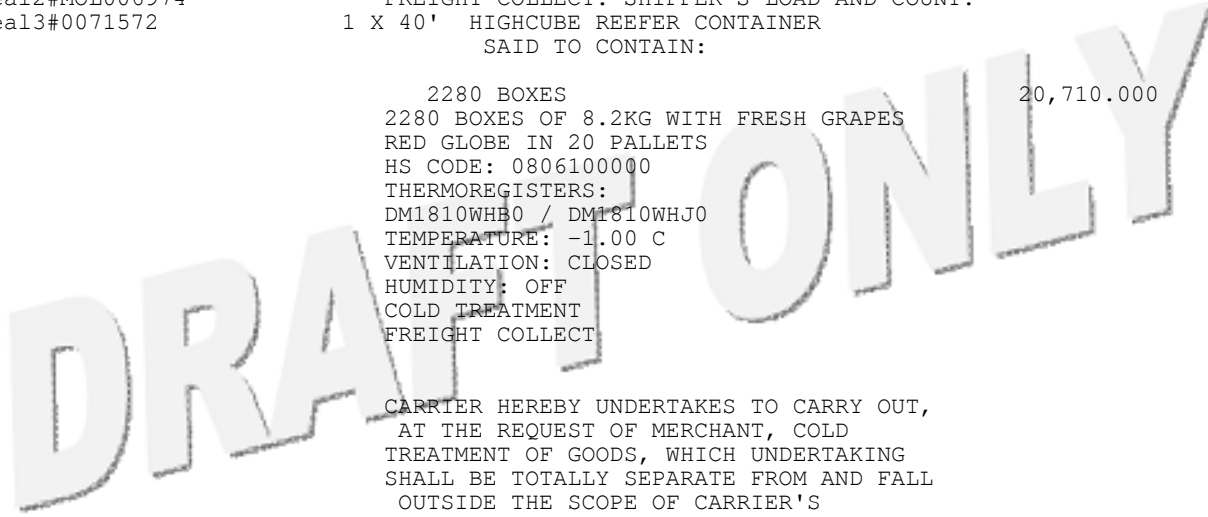 FREIGHT COLLECT. SHIPPER'S LOAD AND COUNT.
eal3#0071572 1 X 40' HIGHCUBE REEFER CONTAINER
SAID TO CONTAIN:
2280 BOXES 20,710.000
2280 BOXES OF 8.2KG WITH FRESH GRAPES
RED GLOBE IN 20 PALLETS
HS CODE: 0806100000
THERMOREGISTERS:
DM1810WHB0 / DM1810WHJ0
TEMPERATURE: -1.00 C
VENTILATION: CLOSED
HUMIDITY: OFF
COLD TREATMENT
FREIGHT COLLECT
CARRIER HEREBY UNDERTAKES TO CARRY OUT,
AT THE REQUEST OF MERCHANT, COLD
TREATMENT OF GOODS, WHICH UNDERTAKING
SHALL BE TOTALLY SEPARATE FROM AND FALL
OUTSIDE THE SCOPE OF CARRIER'S
DRAFT ONLY